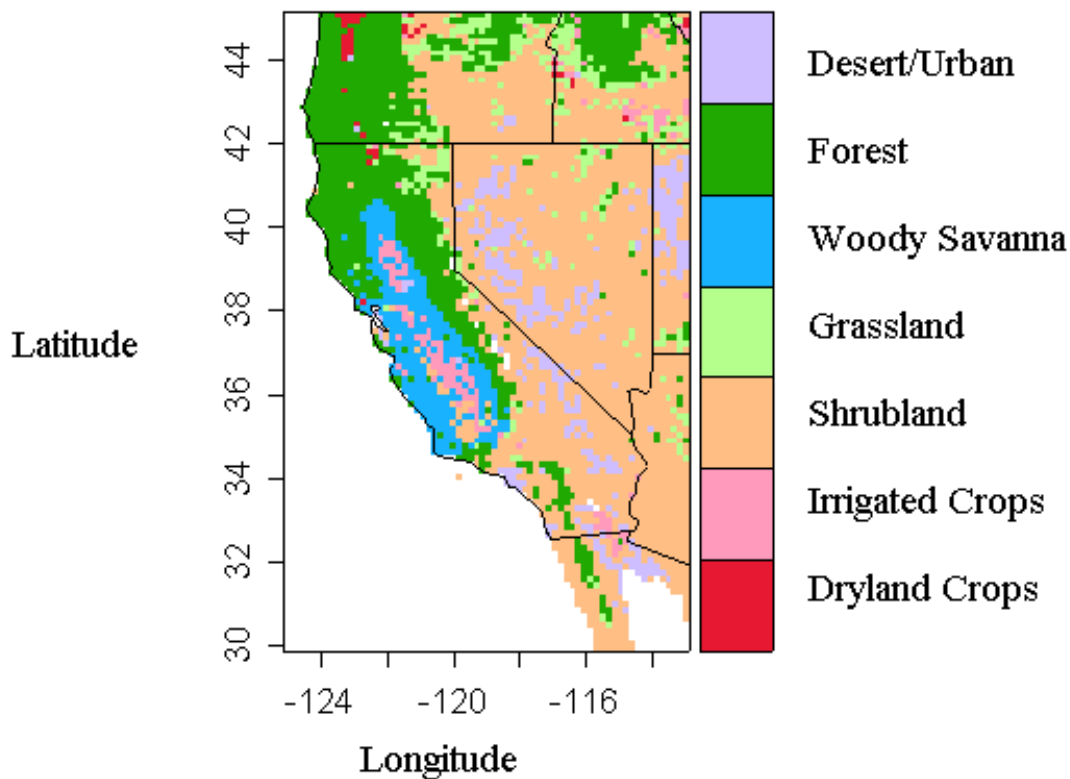 44
42
40
38
36
34
32
30
Latitude
-124
-120
-116
Longitude
Desert/Urban
Forest
Woody Savanna
Grassland
Shrubland
Irrigated Crops
Dryland Crops